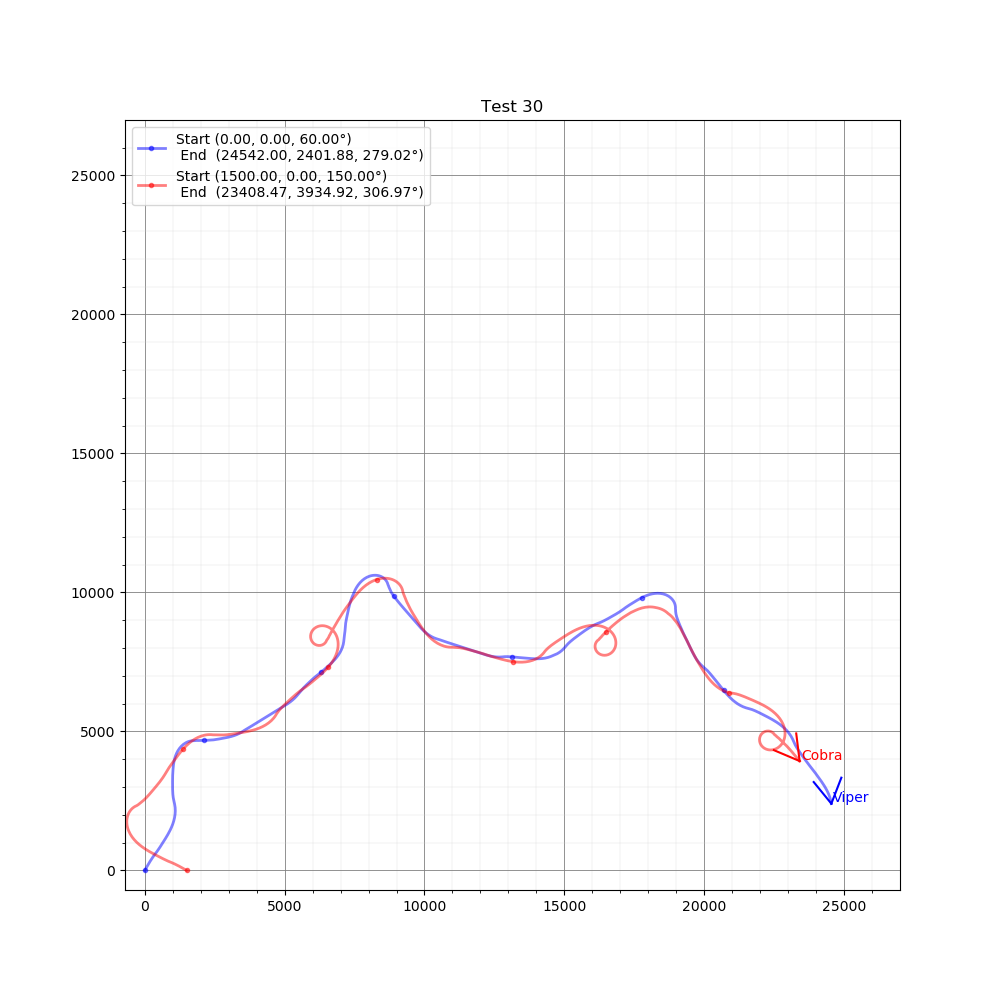 Test 30
Start (0.00, 0.00, 60.00°)
End  (24542.00, 2401.88, 279.02°)
Start (1500.00, 0.00, 150.00°)
End  (23408.47, 3934.92, 306.97°)
25000
20000
15000
10000
5000
0
Cobra
Viper
0 5000 10000 15000 20000 25000